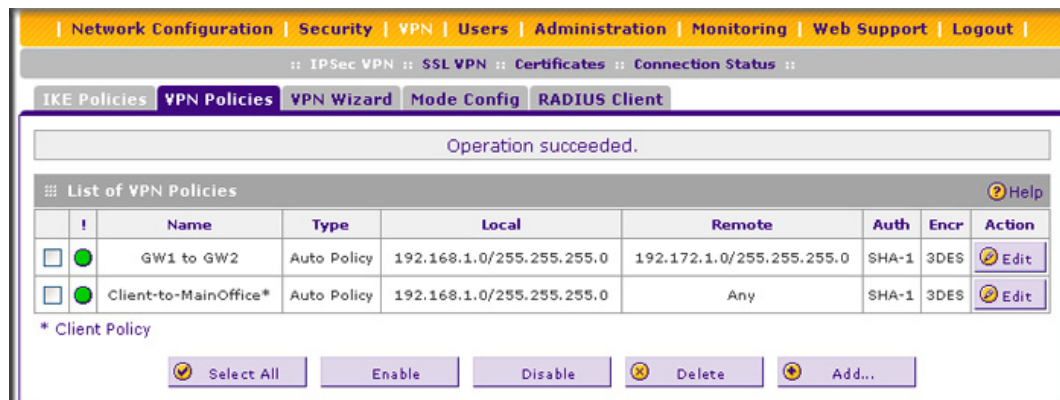 | Network Configuration | Security | VPN | Users | Administration | Monitoring | Web Support | Logout |
:: IPSec VPN :: SSL VPN :: Certificates :: Connection Status ::
IKE Policies VPN Policies VPN Wizard Mode Config RADIUS Client
Operation succeeded.
List of VPN Policies Help
! Name Type Local Remote Auth Encr Action
GW1 to GW2 Auto Policy 192.168.1.0/255.255.255.0 192.172.1.0/255.255.255.0 SHA-1 3DES Edit
Client-to-MainOffice* Auto Policy 192.168.1.0/255.255.255.0 Any SHA-1 3DES Edit
* Client Policy
Select All Enable Disable Delete Add...